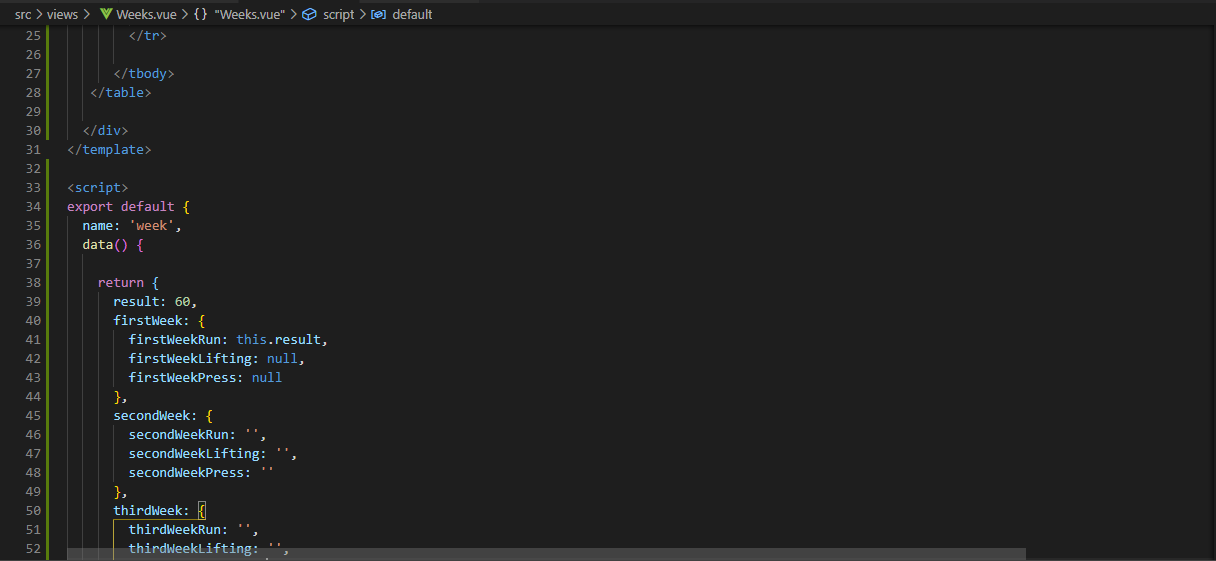 src > views > Weeks.vue > {} "Weeks.vue" > script > default
25 </tr>
26
27 </tbody>
28 </table>
29
30 </div>
31 </template>
32
33 <script>
34 export default {
35 name: 'week',
36 data() {
37
38 return {
39 result: 60,
40 firstWeek: {
41 firstWeekRun: this.result,
42 firstWeekLifting: null,
43 firstWeekPress: null
44 },
45 secondWeek: {
46 secondWeekRun: '',
47 secondWeekLifting: '',
48 secondWeekPress: ''
49 },
50 thirdWeek: {
51 thirdWeekRun: '',
52 thirdWeekLifting: '',